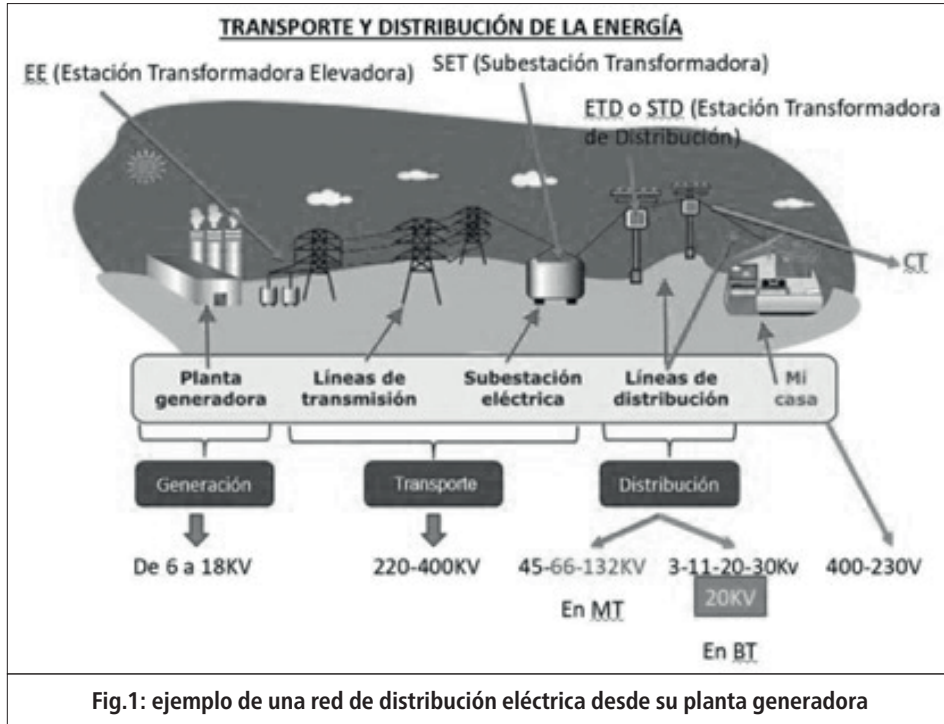 TRANSPORTE Y DISTRIBUCIÓN DE LA ENERGÍA
EE (Estación Transformadora Elevadora)
SET (Subestación Transformadora)
ETD o STD (Estación Transformadora
de Distribución)
CT
Planta
generadora
Líneas de
transmisión
Subestación
eléctrica
Líneas de
distribución
Mi
casa
Generación
Transporte
Distribución
De 6 a 18KV
220-400KV
45-66-132KV
3-11-20-30Kv
400-230V
20KV
En MT
En BT
Fig.1: ejemplo de una red de distribución eléctrica desde su planta generadora